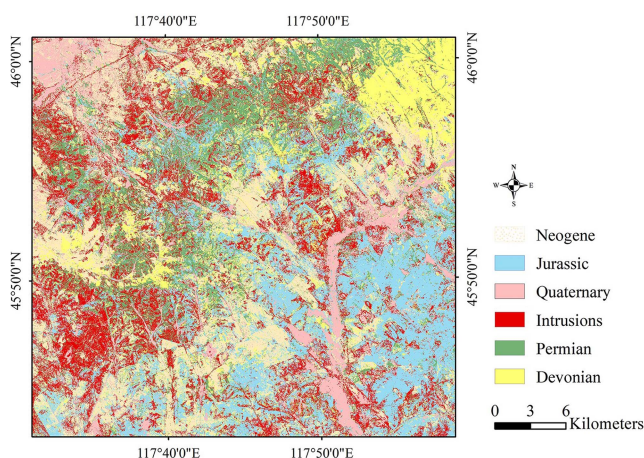 117°40'0"E 117°50'0"E
46°0'0"N
46°0'0"N
45°50'0"N
45°50'0"N
N
W E
S
Neogene
Jurassic
Quaternary
Intrusions
Permian
Devonian
0 3 6
Kilometers
117°40'0"E 117°50'0"E